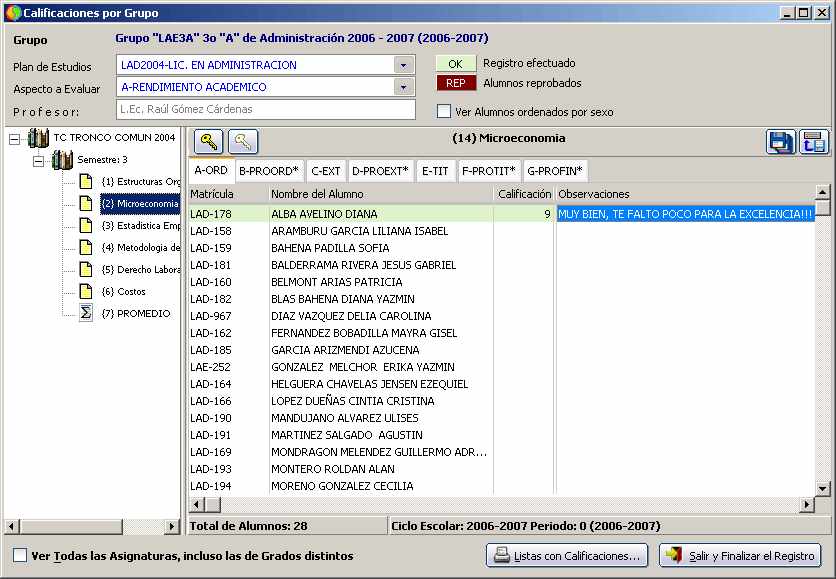 Calificaciones por Grupo
Grupo Grupo "LAE3A" 3o "A" de Administración 2006 - 2007 (2006-2007)
Plan de Estudios LAD2004-LIC. EN ADMINISTRACION OK Registro efectuado
Aspecto a Evaluar A-RENDIMIENTO ACADEMICO REP Alumnos reprobados
Profesor: L.Ec. Raúl Gómez Cárdenas Ver Alumnos ordenados por sexo
TC TRONCO COMUN 2004
Semestre: 3
{1} Estructuras Org
{2} Microeconomia
{3} Estadistica Emp
{4} Metodologia de
{5} Derecho Labora
{6} Costos
{7} PROMEDIO
(14) Microeconomia
A-ORD B-PROORD* C-EXT D-PROEXT* E-TIT F-PROTIT* G-PROFIN*
Matrícula Nombre del Alumno Calificación Observaciones
LAD-178 ALBA AVELINO DIANA 9 MUY BIEN, TE FALTO POCO PARA LA EXCELENCIA!!!
LAD-158 ARAMBURU GARCIA LILIANA ISABEL
LAD-159 BAHENA PADILLA SOFIA
LAD-181 BALDERRAMA RIVERA JESUS GABRIEL
LAD-160 BELMONT ARIAS PATRICIA
LAD-182 BLAS BAHENA DIANA YAZMIN
LAD-967 DIAZ VAZQUEZ DELIA CAROLINA
LAD-162 FERNANDEZ BOBADILLA MAYRA GISEL
LAD-185 GARCIA ARIZMENDI AZUCENA
LAE-252 GONZALEZ MELCHOR ERIKA YAZMIN
LAD-164 HELGUERA CHAVELAS JENSEN EZEQUIEL
LAD-166 LOPEZ DUEÑAS CINTIA CRISTINA
LAD-190 MANDUJANO ALVAREZ ULISES
LAD-191 MARTINEZ SALGADO AGUSTIN
LAD-169 MONDRAGON MELENDEZ GUILLERMO ADR...
LAD-193 MONTERO ROLDAN ALAN
LAD-194 MORENO GONZALEZ CECILIA
Total de Alumnos: 28 Ciclo Escolar: 2006-2007 Periodo: 0 (2006-2007)
Ver Todas las Asignaturas, incluso las de Grados distintos Listas con Calificaciones... Salir y Finalizar el Registro